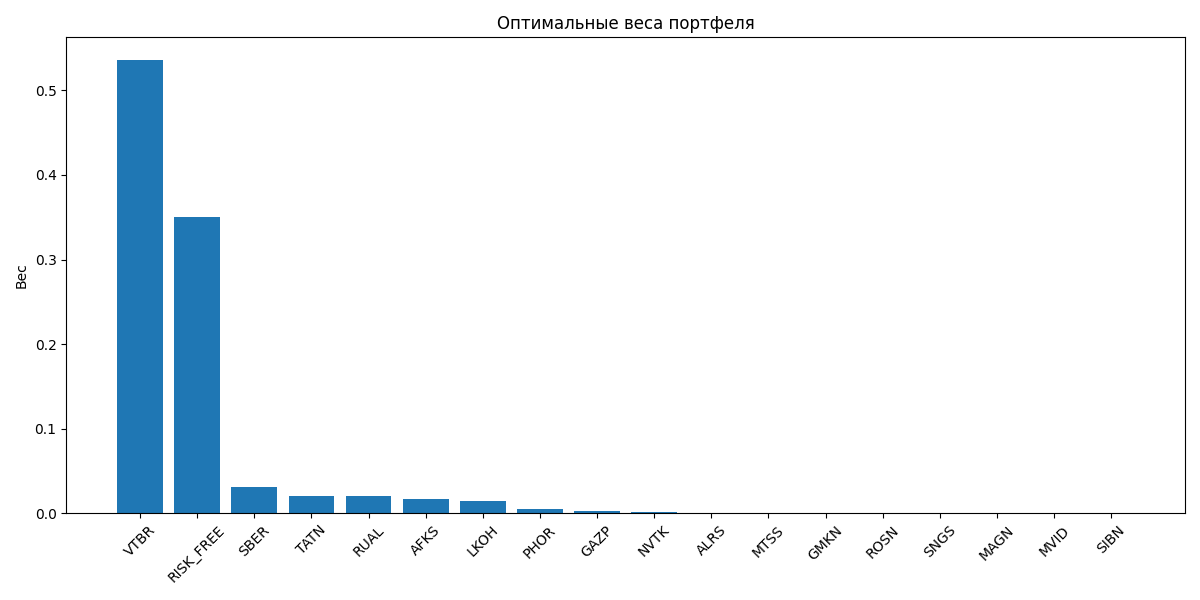 Оптимальные веса портфеля
Вес
0.5
0.4
0.3
0.2
0.1
0.0
VTBR
RISK_FREE
SBER
TATN
RUAL
AFKS
LKOH
PHOR
GAZP
NVTK
ALRS
MTSS
GMKN
ROSN
SNGS
MAGN
MVID
SIBN